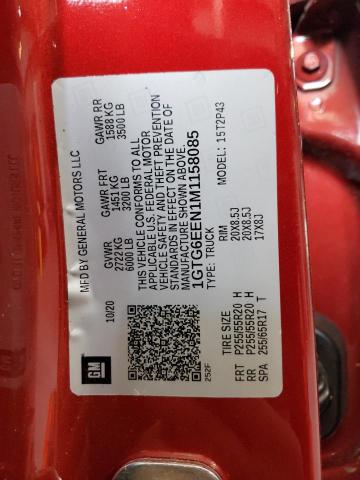 MFD BY GENERAL MOTORS LLC
10/20
GVWR
2722 KG
6000 LB
GAWR FRT
1451 KG
3200 LB
GAWR RR
1588 KG
3500 LB
THIS VEHICLE CONFORMS TO ALL
APPLICABLE U.S. FEDERAL MOTOR
VEHICLE SAFETY AND THEFT PREVENTION
STANDARDS IN EFFECT ON THE DATE OF
MANUFACTURE SHOWN ABOVE.
1GTG6EEN1M1158085
TYPE: TRUCK
MODEL: 15T2P43
GM
252F
TIRE SIZE
RIM
FRT P255/55R20 H 20X8.5J
RR P255/55R20 H 20X8.5J
SPA 255/65R17 T 17X8J